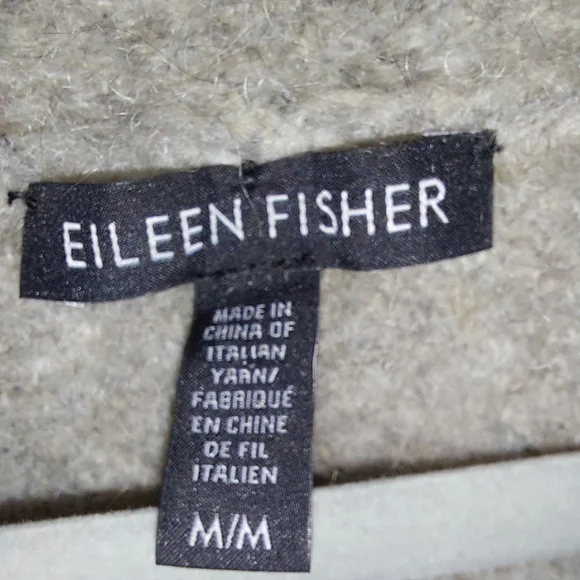 EILEEN FISHER
MADE IN
CHINA OF
ITALIAN
YARN/
FABRIQUÉ
EN CHINE
DE FIL
ITALIEN
M/M